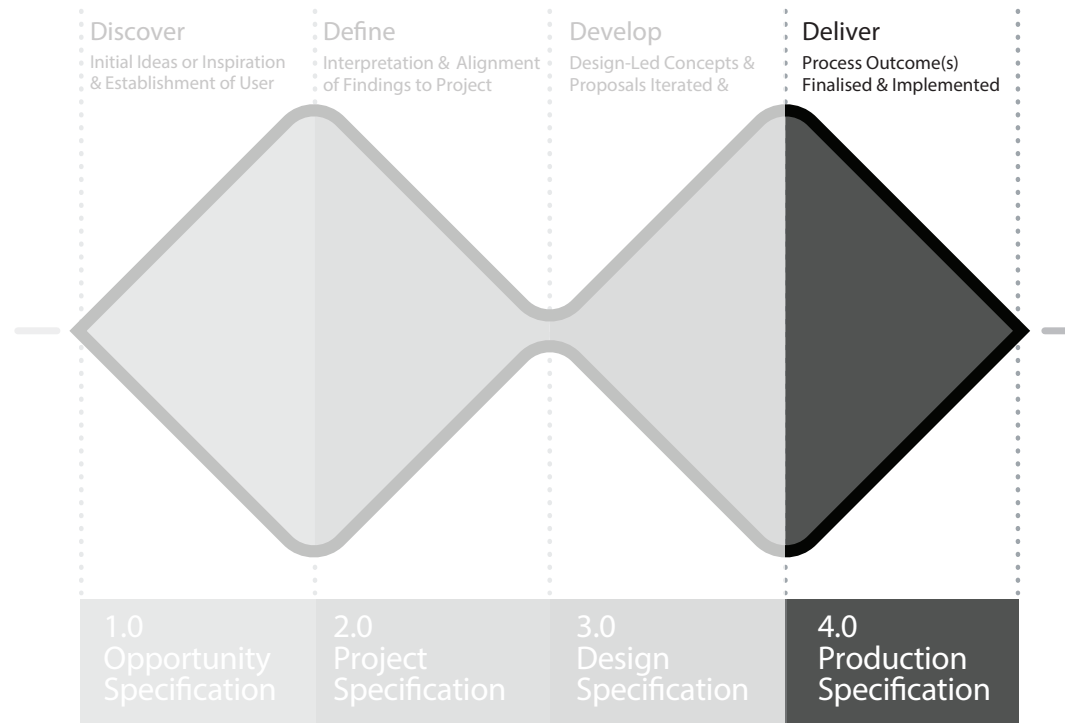 Discover
Initial Ideas or Inspiration
& Establishment of User
Define
Interpretation & Alignment
of Findings to Project
Develop
Design-Led Concepts &
Proposals Iterated &
Deliver
Process Outcome(s)
Finalised & Implemented
1.0
Opportunity
Specification
2.0
Project
Specification
3.0
Design
Specification
4.0
Production
Specification